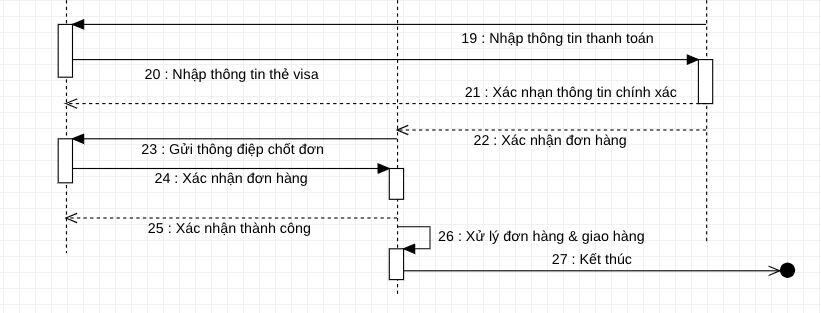 19 : Nhập thông tin thanh toán
20 : Nhập thông tin thẻ visa
21 : Xác nhạn thông tin chính xác
22 : Xác nhận đơn hàng
23 : Gửi thông điệp chốt đơn
24 : Xác nhận đơn hàng
25 : Xác nhận thành công
26 : Xử lý đơn hàng & giao hàng
27 : Kết thúc